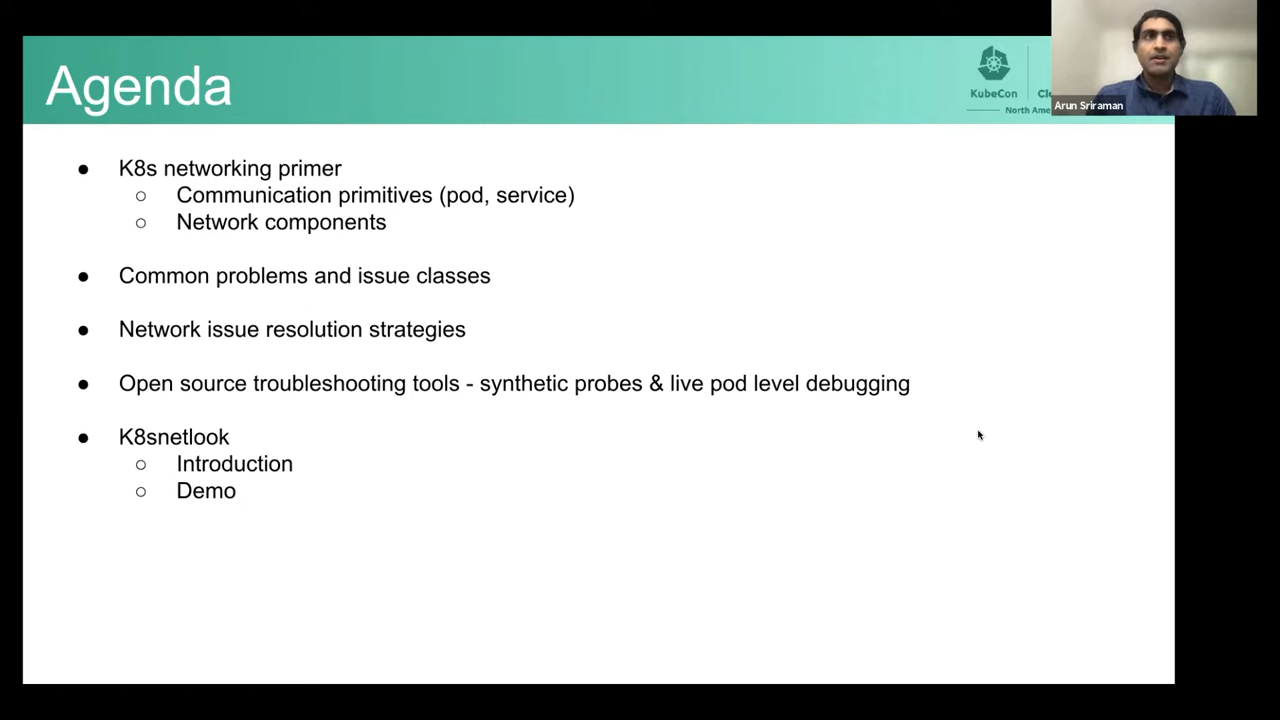 Agenda
KubeCon
North Ame
Arun Sriraman
● K8s networking primer
○ Communication primitives (pod, service)
○ Network components
● Common problems and issue classes
● Network issue resolution strategies
● Open source troubleshooting tools - synthetic probes & live pod level debugging
● K8snetlook
○ Introduction
○ Demo